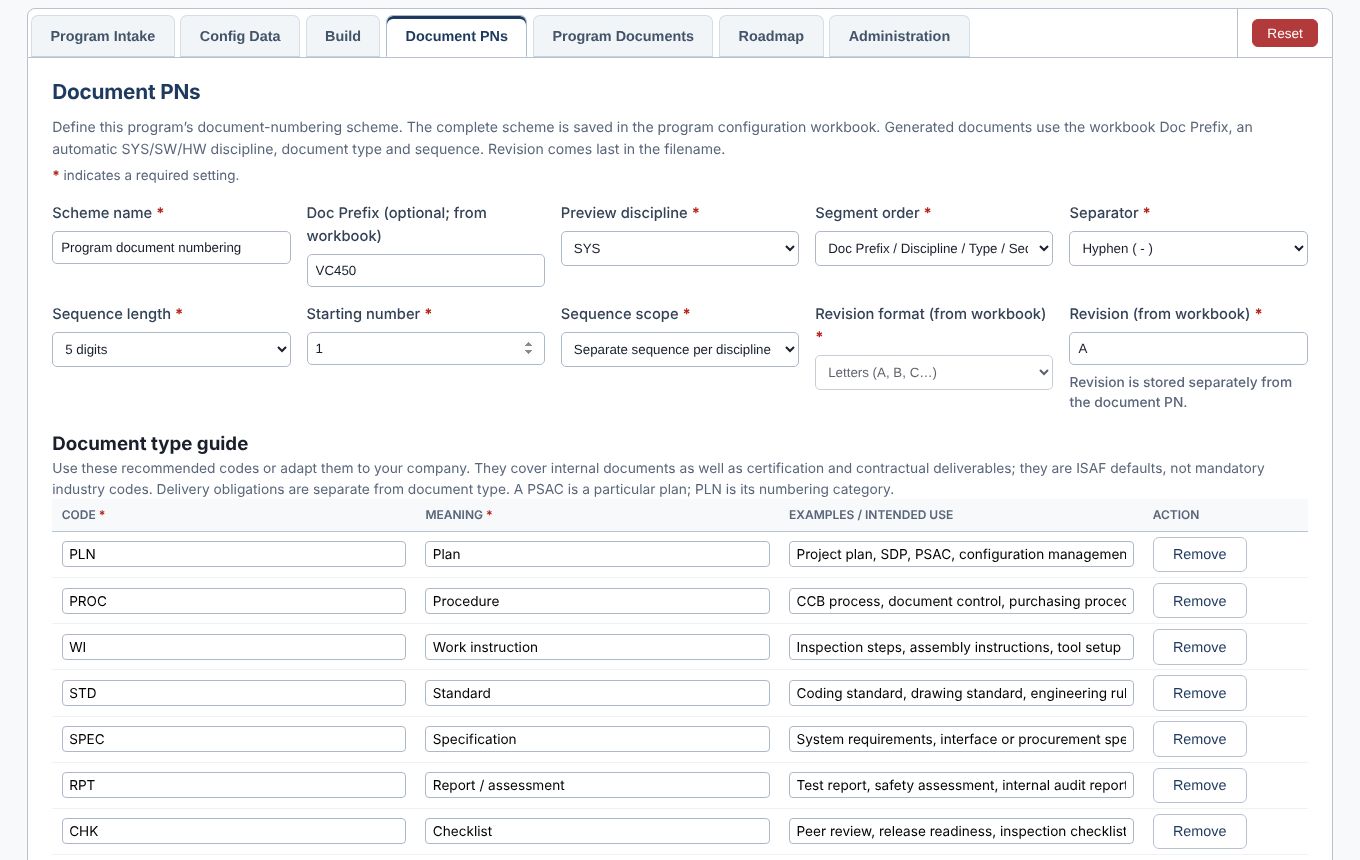 Program Intake
Config Data
Build
Document PNs
Program Documents
Roadmap
Administration
Reset
Document PNs
Define this program’s document-numbering scheme. The complete scheme is saved in the program configuration workbook. Generated documents use the workbook Doc Prefix, an
automatic SYS/SW/HW discipline, document type and sequence. Revision comes last in the filename.
* indicates a required setting.
Scheme name *
Program document numbering
Doc Prefix (optional; from
workbook)
VC450
Preview discipline *
SYS
Segment order *
Doc Prefix / Discipline / Type / Sec
Separator *
Hyphen ( - )
Sequence length *
5 digits
Starting number *
1
Sequence scope *
Separate sequence per discipline
Revision format (from workbook)
*
Letters (A, B, C…)
Revision (from workbook) *
A
Revision is stored separately from
the document PN.
Document type guide
Use these recommended codes or adapt them to your company. They cover internal documents as well as certification and contractual deliverables; they are ISAF defaults, not mandatory
industry codes. Delivery obligations are separate from document type. A PSAC is a particular plan; PLN is its numbering category.
CODE * MEANING * EXAMPLES / INTENDED USE ACTION
PLN Plan Project plan, SDP, PSAC, configuration managemen Remove
PROC Procedure CCB process, document control, purchasing proced Remove
WI Work instruction Inspection steps, assembly instructions, tool setup Remove
STD Standard Coding standard, drawing standard, engineering rul Remove
SPEC Specification System requirements, interface or procurement spe Remove
RPT Report / assessment Test report, safety assessment, internal audit report Remove
CHK Checklist Peer review, release readiness, inspection checklist Remove